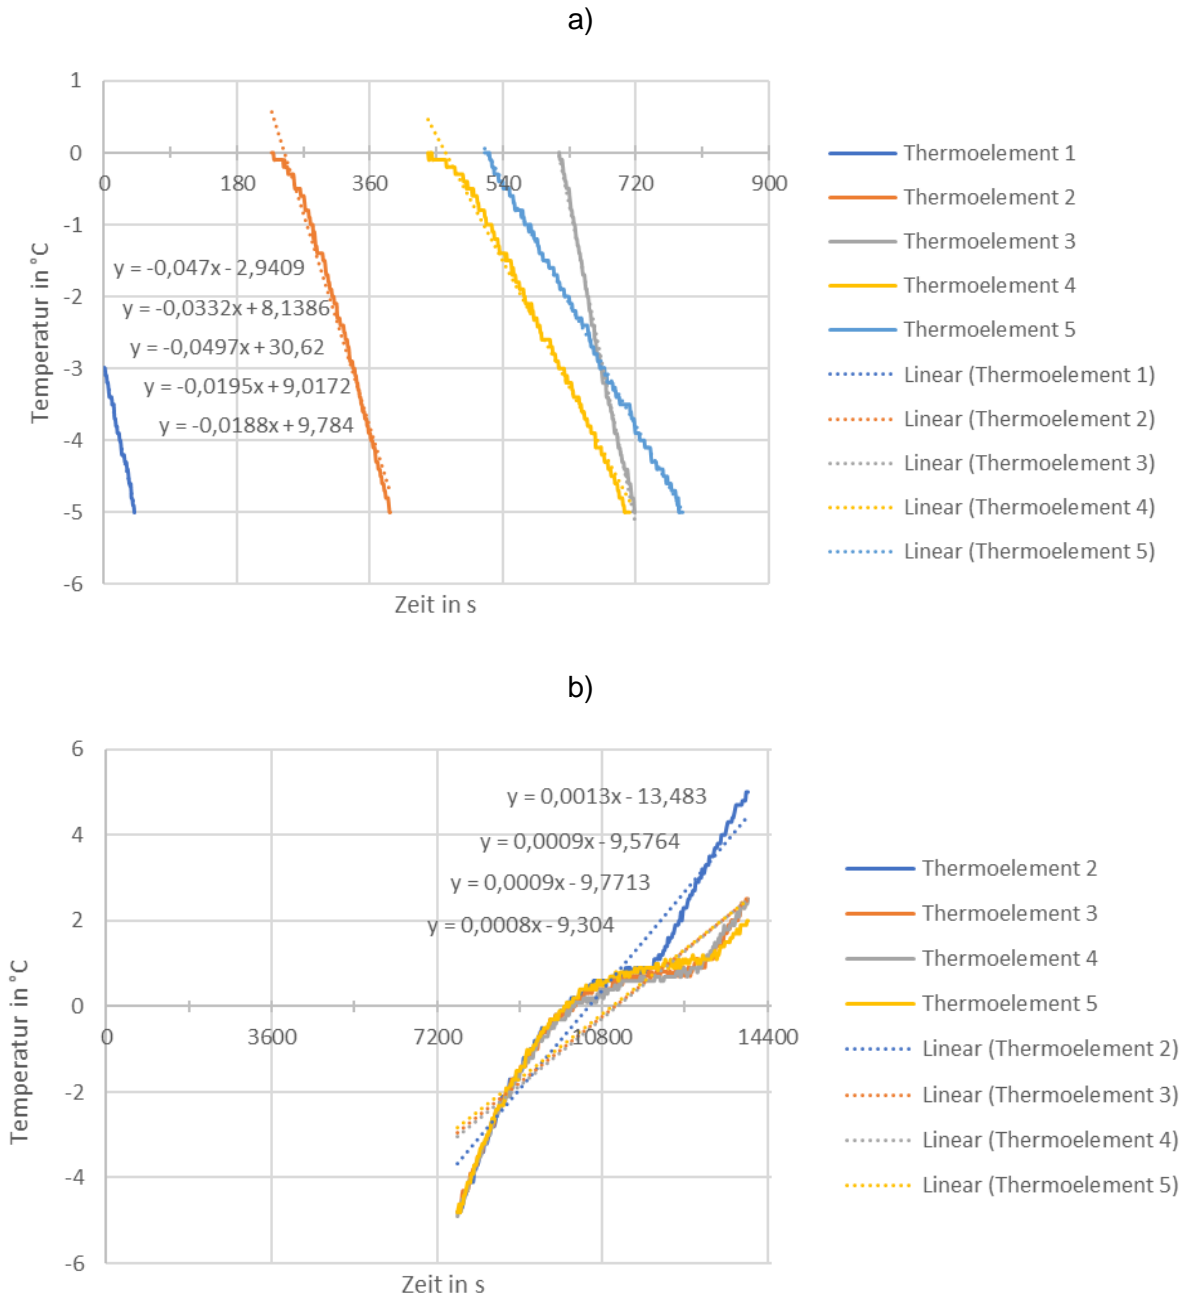 a)
1
0
-1
-2
-3
-4
-5
-6
0 180 360 540 720 900
Temperatur in °C
Zeit in s
y = -0,047x - 2,9409
y = -0,0332x + 8,1386
y = -0,0497x + 30,62
y = -0,0195x + 9,0172
y = -0,0188x + 9,784
Thermoelement 1
Thermoelement 2
Thermoelement 3
Thermoelement 4
Thermoelement 5
Linear (Thermoelement 1)
Linear (Thermoelement 2)
Linear (Thermoelement 3)
Linear (Thermoelement 4)
Linear (Thermoelement 5)
b)
6
4
2
0
-2
-4
-6
0 3600 7200 10800 14400
Temperatur in °C
Zeit in s
y = 0,0013x - 13,483
y = 0,0009x - 9,5764
y = 0,0009x - 9,7713
y = 0,0008x - 9,304
Thermoelement 2
Thermoelement 3
Thermoelement 4
Thermoelement 5
Linear (Thermoelement 2)
Linear (Thermoelement 3)
Linear (Thermoelement 4)
Linear (Thermoelement 5)